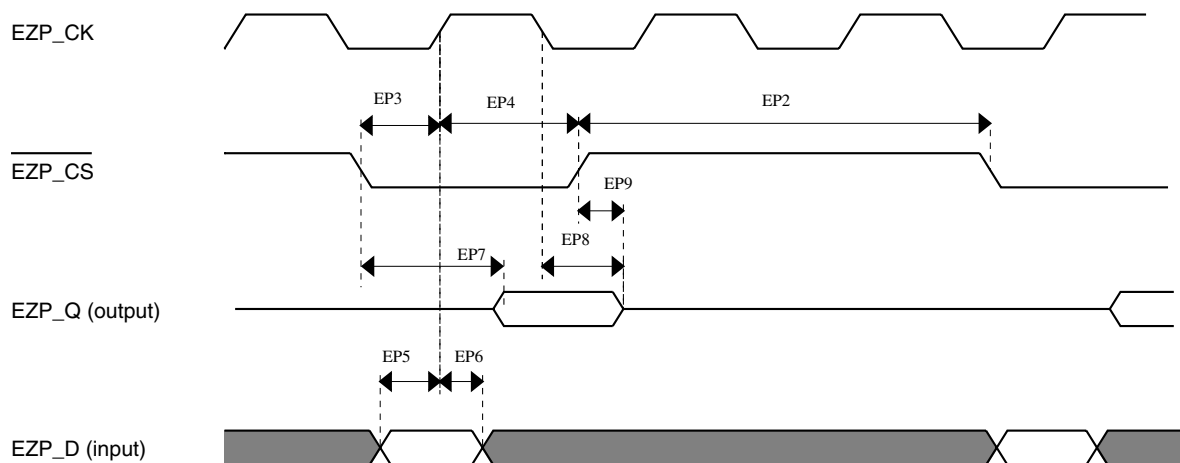 EZP_CK
EP3
EP4
EP2
EZP_CS
EP9
EP8
EP7
EZP_Q (output)
EP5
EP6
EZP_D (input)